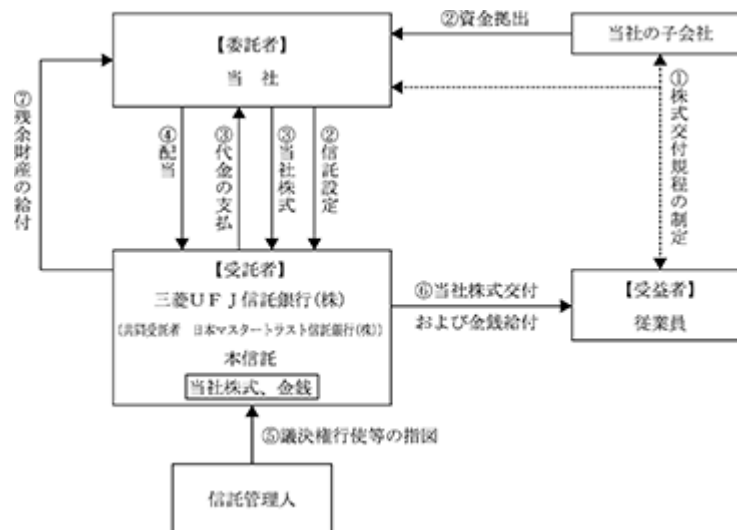 ②資金拠出
当社の子会社
【委託者】
当 社
①株式交付規程の制定
⑦残余財産の給付
④配当
③代金の支払
③当社株式
②信託設定
【受託者】
三菱UFJ信託銀行(株)
(共同受託者 日本マスタートラスト信託銀行(株))
本信託
当社株式、金銭
⑥当社株式交付
および金銭給付
【受益者】
従業員
⑤議決権行使等の指図
信託管理人